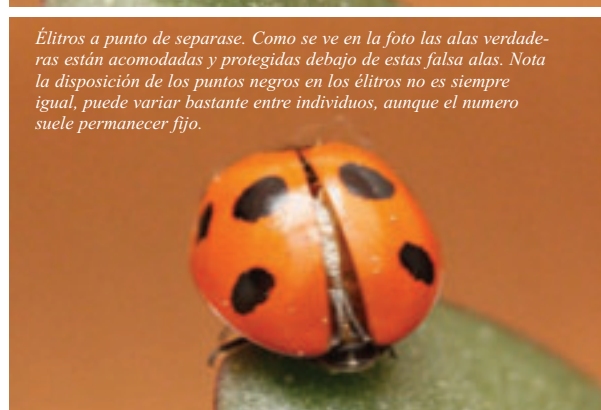 Élitros a punto de separase. Como se ve en la foto las alas verdade-
ras están acomodadas y protegidas debajo de estas falsa alas. Nota
la disposición de los puntos negros en los élitros no es siempre
igual, puede variar bastante entre individuos, aunque el numero
suele permanecer fijo.